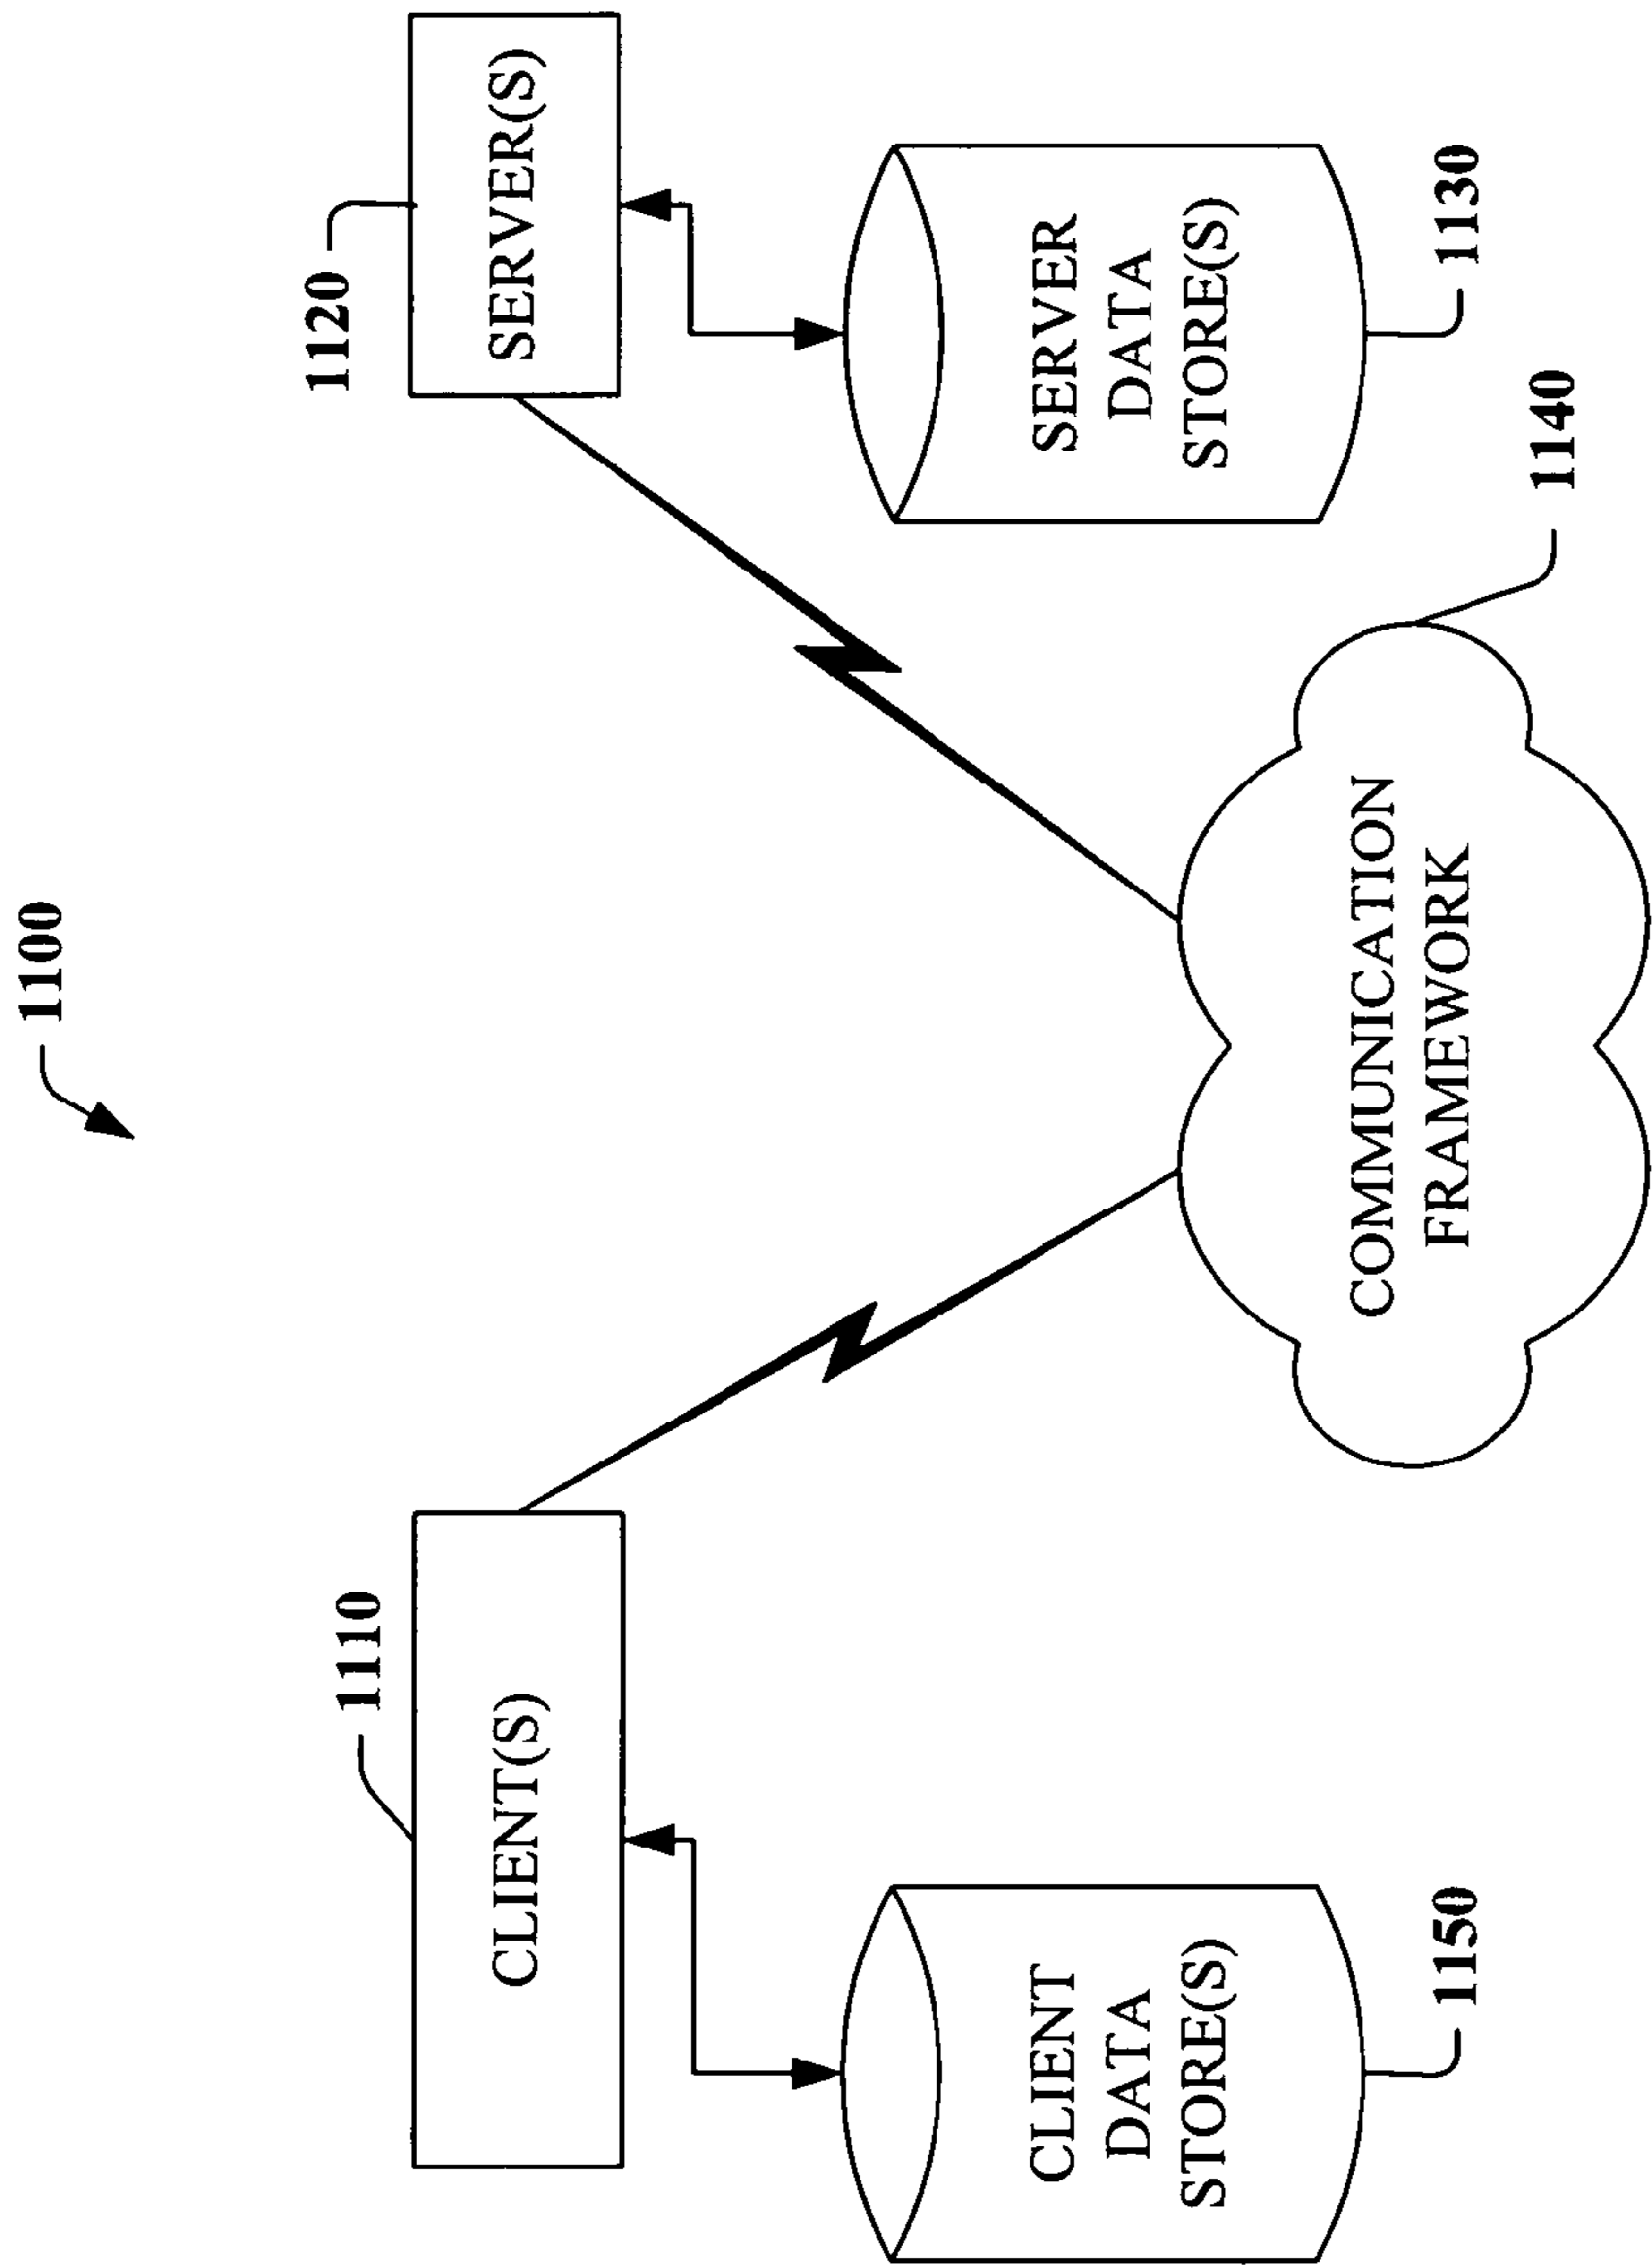 1100
1110
1120
CLIENT(S)
SERVER(S)
CLIENT
DATA
STORE(S)
SERVER
DATA
STORE(S)
COMMUNICATION
FRAMEWORK
1150
1130
1140